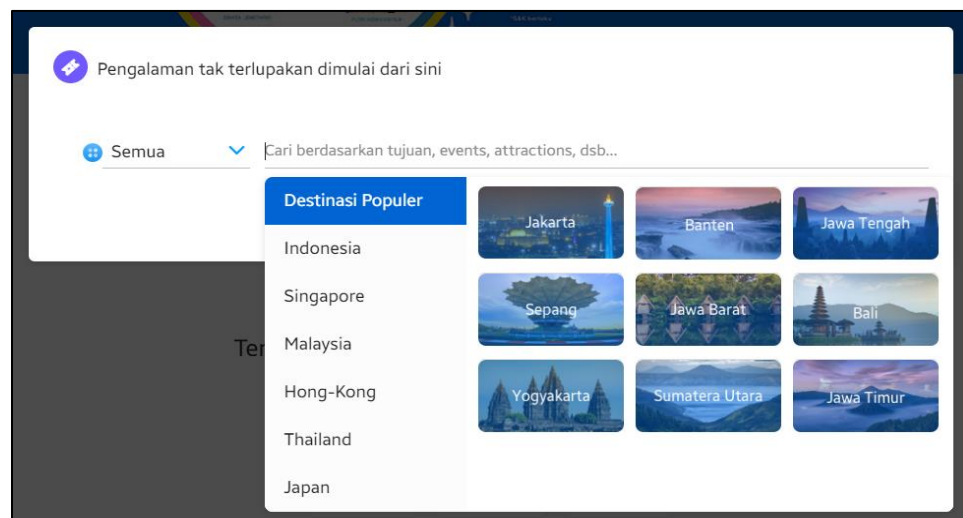 Pengalaman tak terlupakan dimulai dari sini
Semua
Cari berdasarkan tujuan, events, attractions, dsb...
Destinasi Populer
Indonesia
Singapore
Malaysia
Hong-Kong
Thailand
Japan
Jakarta
Banten
Jawa Tengah
Sepang
Jawa Barat
Bali
Yogyakarta
Sumatera Utara
Jawa Timur
Ter